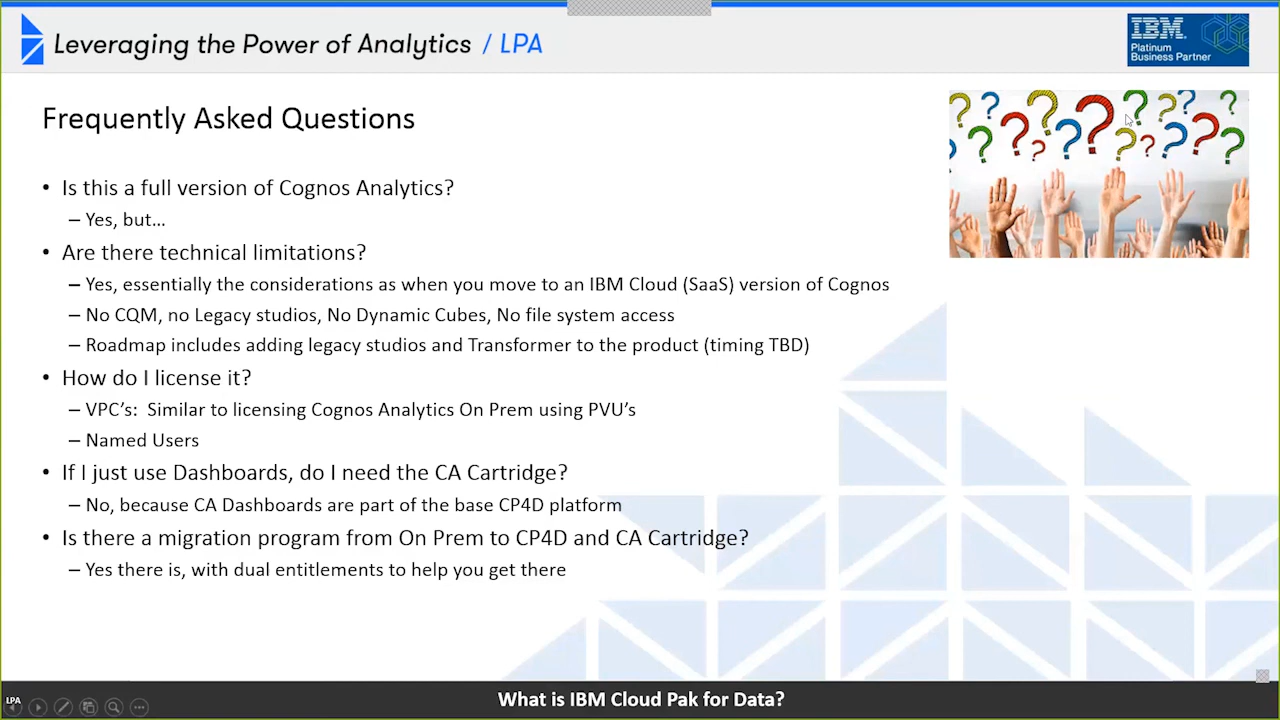 Leveraging the Power of Analytics / LPA
IBM
Platinum
Business Partner
Frequently Asked Questions
• Is this a full version of Cognos Analytics?
– Yes, but…
• Are there technical limitations?
– Yes, essentially the considerations as when you move to an IBM Cloud (SaaS) version of Cognos
– No CQM, no Legacy studios, No Dynamic Cubes, No file system access
– Roadmap includes adding legacy studios and Transformer to the product (timing TBD)
• How do I license it?
– VPC's:  Similar to licensing Cognos Analytics On Prem using PVU's
– Named Users
• If I just use Dashboards, do I need the CA Cartridge?
– No, because CA Dashboards are part of the base CP4D platform
• Is there a migration program from On Prem to CP4D and CA Cartridge?
– Yes there is, with dual entitlements to help you get there
LPA
What is IBM Cloud Pak for Data?